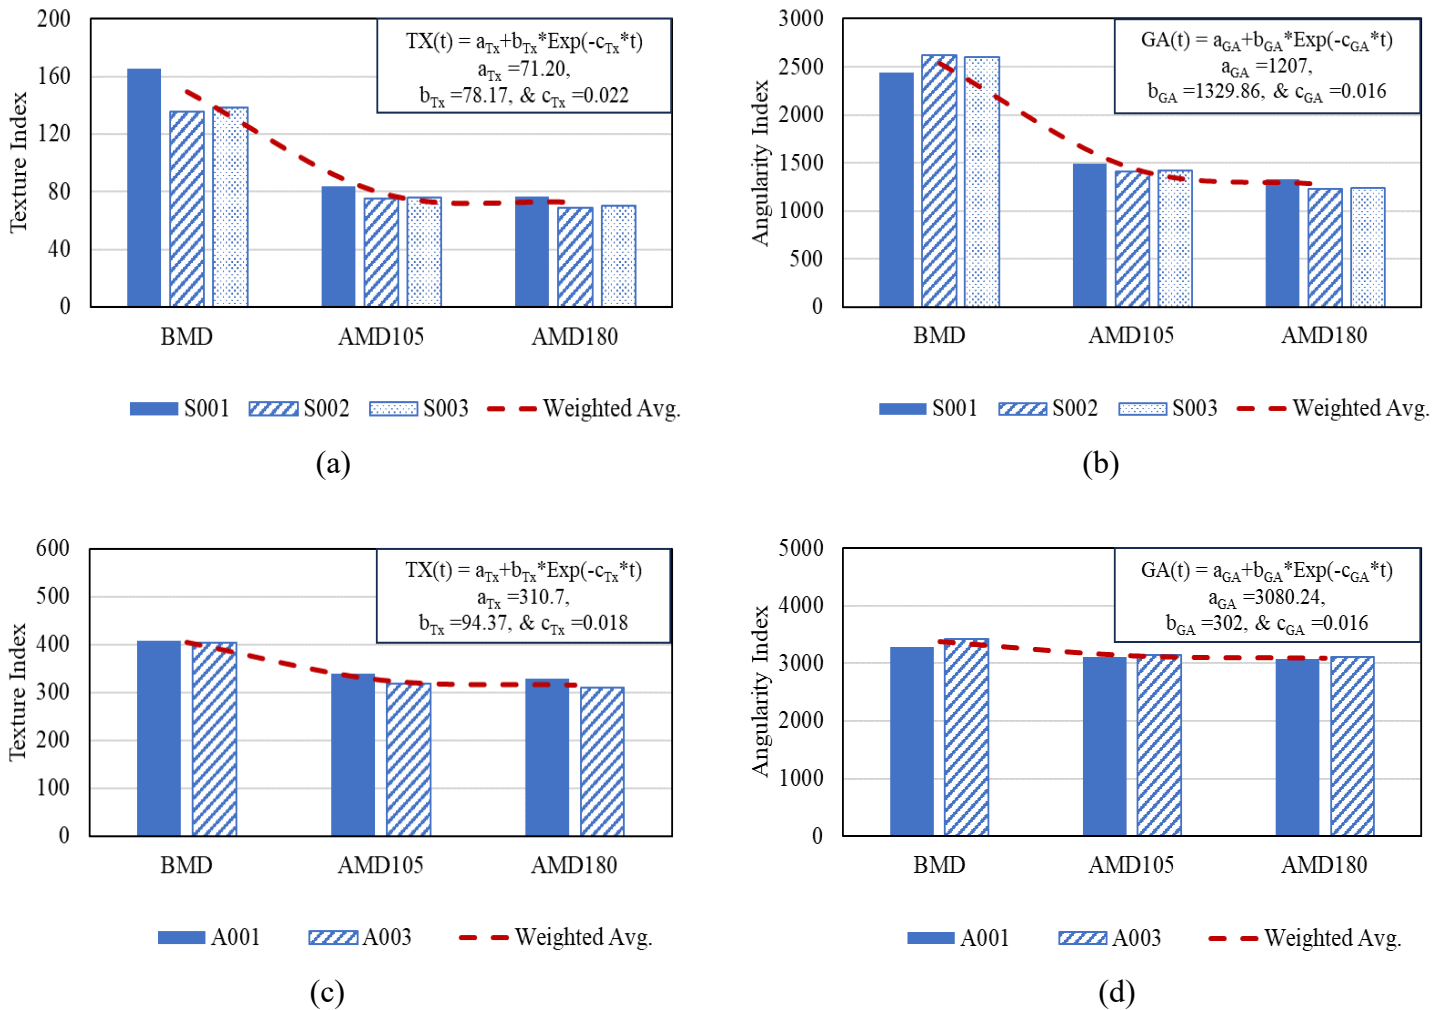 TX(t) = aTx+bTx*Exp(-cTx*t)
aTx =71.20,
bTx =78.17, & cTx =0.022
Texture Index
200
160
120
80
40
0
BMD AMD105 AMD180
S001 S002 S003 Weighted Avg.
(a)
GA(t) = aGA+bGA*Exp(-cGA*t)
aGA =1207,
bGA =1329.86, & cGA =0.016
Angularity Index
3000
2500
2000
1500
1000
500
0
BMD AMD105 AMD180
S001 S002 S003 Weighted Avg.
(b)
TX(t) = aTx+bTx*Exp(-cTx*t)
aTx =310.7,
bTx =94.37, & cTx =0.018
Texture Index
600
500
400
300
200
100
0
BMD AMD105 AMD180
A001 A003 Weighted Avg.
(c)
GA(t) = aGA+bGA*Exp(-cGA*t)
aGA =3080.24,
bGA =302, & cGA =0.016
Angularity Index
5000
4000
3000
2000
1000
0
BMD AMD105 AMD180
A001 A003 Weighted Avg.
(d)